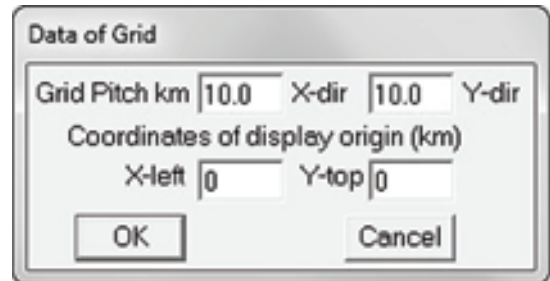 Data of Grid
Grid Pitch km 10.0 X-dir 10.0 Y-dir
Coordinates of display origin (km)
X-left 0 Y-top 0
OK Cancel